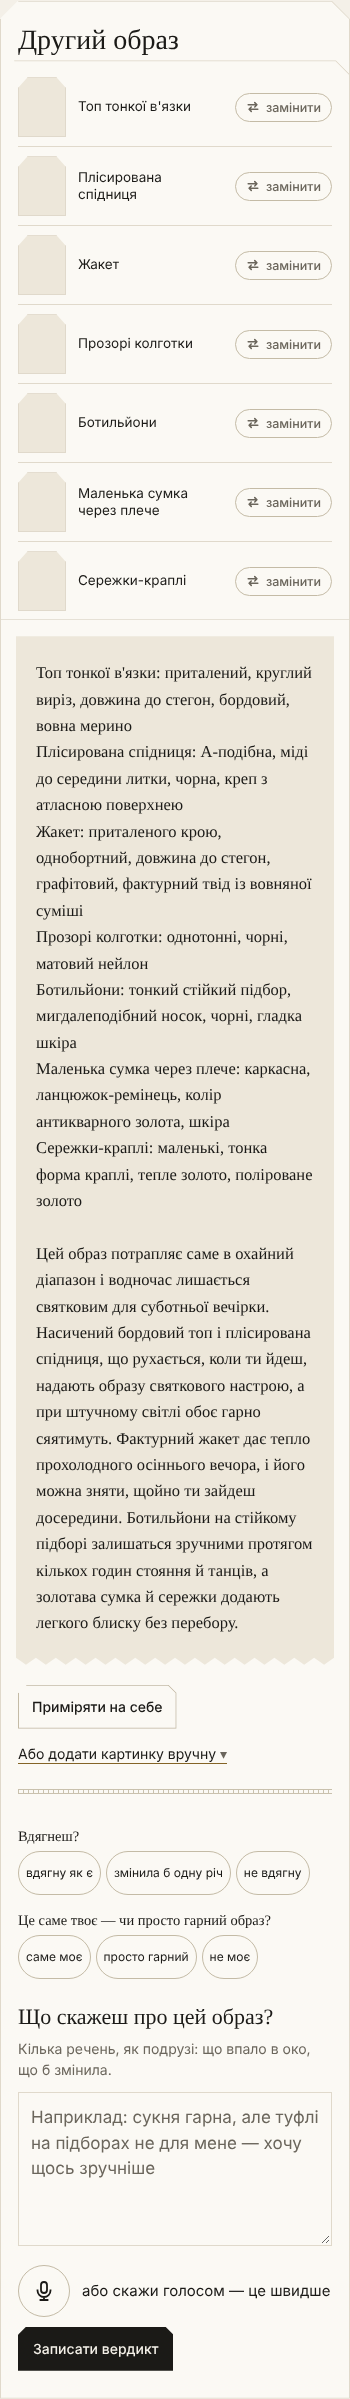 Другий образ
Топ тонкої в'язки
замінити
Плісирована
спідниця
замінити
Жакет
замінити
Прозорі колготки
замінити
Ботильйони
замінити
Маленька сумка
через плече
замінити
Сережки-краплі
замінити
Топ тонкої в'язки: приталений, круглий
виріз, довжина до стегон, бордовий,
вовна мерино
Плісирована спідниця: А-подібна, міді
до середини литки, чорна, креп з
атласною поверхнею
Жакет: приталеного крою,
однобортний, довжина до стегон,
графітовий, фактурний твід із вовняної
суміші
Прозорі колготки: однотонні, чорні,
матовий нейлон
Ботильйони: тонкий стійкий підбор,
мигдалеподібний носок, чорні, гладка
шкіра
Маленька сумка через плече: каркасна,
ланцюжок-ремінець, колір
антикварного золота, шкіра
Сережки-краплі: маленькі, тонка
форма краплі, тепле золото, поліроване
золото
Цей образ потрапляє саме в охайний
діапазон і водночас лишається
святковим для суботньої вечірки.
Насичений бордовий топ і плісирована
спідниця, що рухається, коли ти йдеш,
надають образу святкового настрою, а
при штучному світлі обоє гарно
сяятимуть. Фактурний жакет дає тепло
прохолодного осіннього вечора, і його
можна зняти, щойно ти зайдеш
досередини. Ботильйони на стійкому
підборі залишаться зручними протягом
кількох годин стояння й танців, а
золотава сумка й сережки додають
легкого блиску без перебору.
Приміряти на себе
Або додати картинку вручну ▾
Вдягнеш?
вдягну як є
змінила б одну річ
не вдягну
Це саме твоє — чи просто гарний образ?
саме моє
просто гарний
не моє
Що скажеш про цей образ?
Кілька речень, як подрузі: що впало в око,
що б змінила.
Наприклад: сукня гарна, але туфлі
на підборах не для мене — хочу
щось зручніше
або скажи голосом — це швидше
Записати вердикт